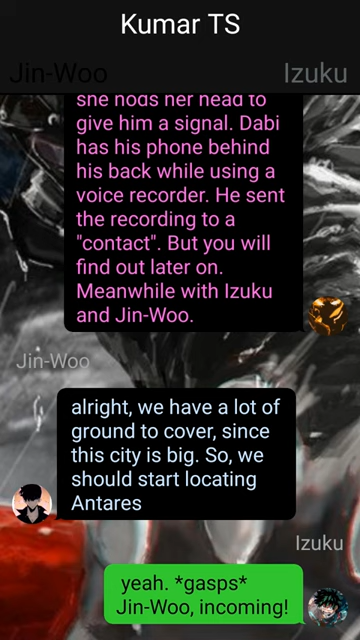 Kumar TS
Jin-Woo
Izuku
she nods her head to
give him a signal. Dabi
has his phone behind
his back while using a
voice recorder. He sent
the recording to a
"contact". But you will
find out later on.
Meanwhile with Izuku
and Jin-Woo.
Jin-Woo
alright, we have a lot of
ground to cover, since
this city is big. So, we
should start locating
Antares
Izuku
yeah. *gasps*
Jin-Woo, incoming!